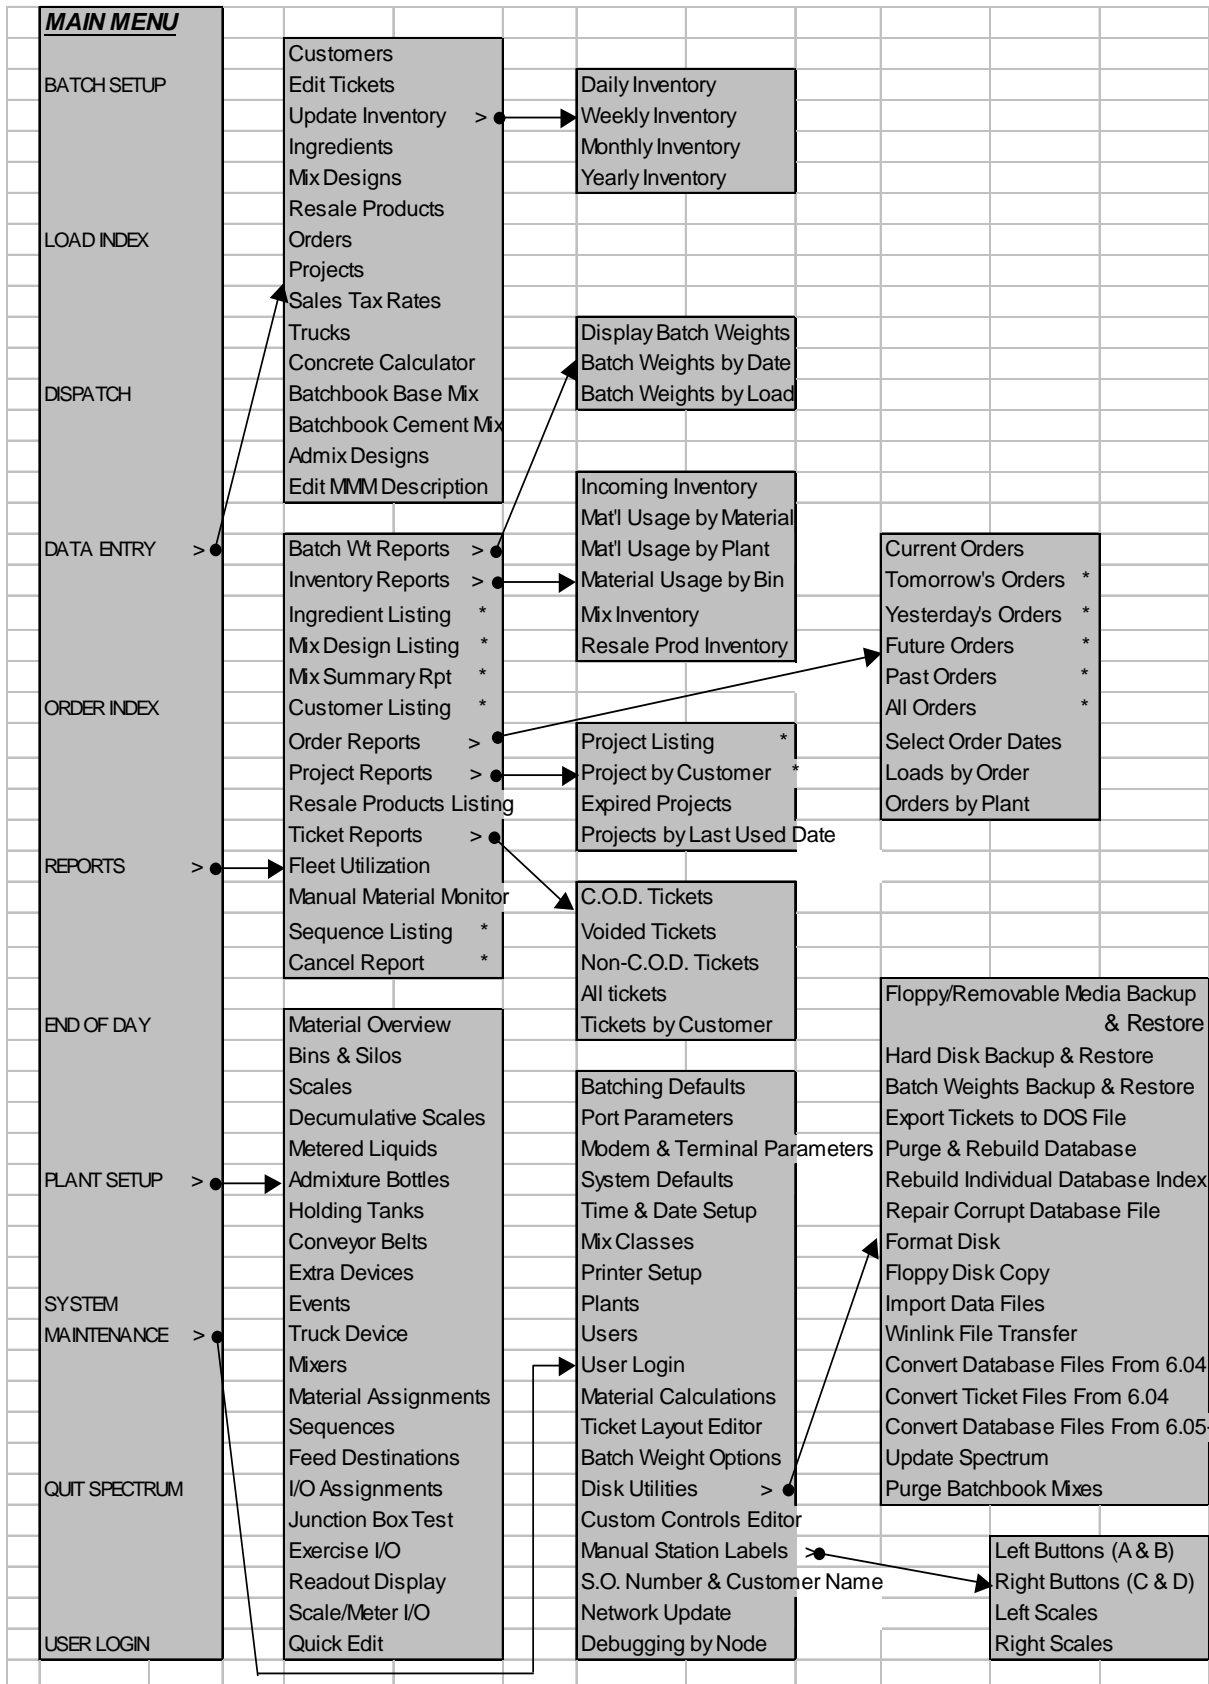 MAIN MENU
BATCH SETUP
LOAD INDEX
DISPATCH
DATA ENTRY >
ORDER INDEX
REPORTS >
END OF DAY
PLANT SETUP >
SYSTEM
MAINTENANCE >
QUIT SPECTRUM
USER LOGIN
Customers
Edit Tickets
Update Inventory >
Ingredients
Mix Designs
Resale Products
Orders
Projects
Sales Tax Rates
Trucks
Concrete Calculator
Batchbook Base Mix
Batchbook Cement Mix
Admix Designs
Edit MMM Description
Batch Wt Reports >
Inventory Reports >
Ingredient Listing *
Mix Design Listing *
Mix Summary Rpt *
Customer Listing *
Order Reports >
Project Reports >
Resale Products Listing
Ticket Reports >
Fleet Utilization
Manual Material Monitor
Sequence Listing *
Cancel Report *
Material Overview
Bins & Silos
Scales
Decumulative Scales
Metered Liquids
Admixture Bottles
Holding Tanks
Conveyor Belts
Extra Devices
Events
Truck Device
Mixers
Material Assignments
Sequences
Feed Destinations
I/O Assignments
Junction Box Test
Exercise I/O
Readout Display
Scale/Meter I/O
Quick Edit
Daily Inventory
Weekly Inventory
Monthly Inventory
Yearly Inventory
Display Batch Weights
Batch Weights by Date
Batch Weights by Load
Incoming Inventory
Mat'l Usage by Material
Mat'l Usage by Plant
Material Usage by Bin
Mix Inventory
Resale Prod Inventory
Project Listing *
Project by Customer *
Expired Projects
Projects by Last Used Date
C.O.D. Tickets
Voided Tickets
Non-C.O.D. Tickets
All tickets
Tickets by Customer
Batching Defaults
Port Parameters
Modem & Terminal Parameters
System Defaults
Time & Date Setup
Mix Classes
Printer Setup
Plants
Users
User Login
Material Calculations
Ticket Layout Editor
Batch Weight Options
Disk Utilities >
Custom Controls Editor
Manual Station Labels >
S.O. Number & Customer Name
Network Update
Debugging by Node
Current Orders
Tomorrow's Orders *
Yesterday's Orders *
Future Orders *
Past Orders *
All Orders *
Select Order Dates
Loads by Order
Orders by Plant
Floppy/Removable Media Backup
& Restore
Hard Disk Backup & Restore
Batch Weights Backup & Restore
Export Tickets to DOS File
Purge & Rebuild Database
Rebuild Individual Database Index
Repair Corrupt Database File
Format Disk
Floppy Disk Copy
Import Data Files
Winlink File Transfer
Convert Database Files From 6.04
Convert Ticket Files From 6.04
Convert Database Files From 6.05-
Update Spectrum
Purge Batchbook Mixes
Left Buttons (A & B)
Right Buttons (C & D)
Left Scales
Right Scales